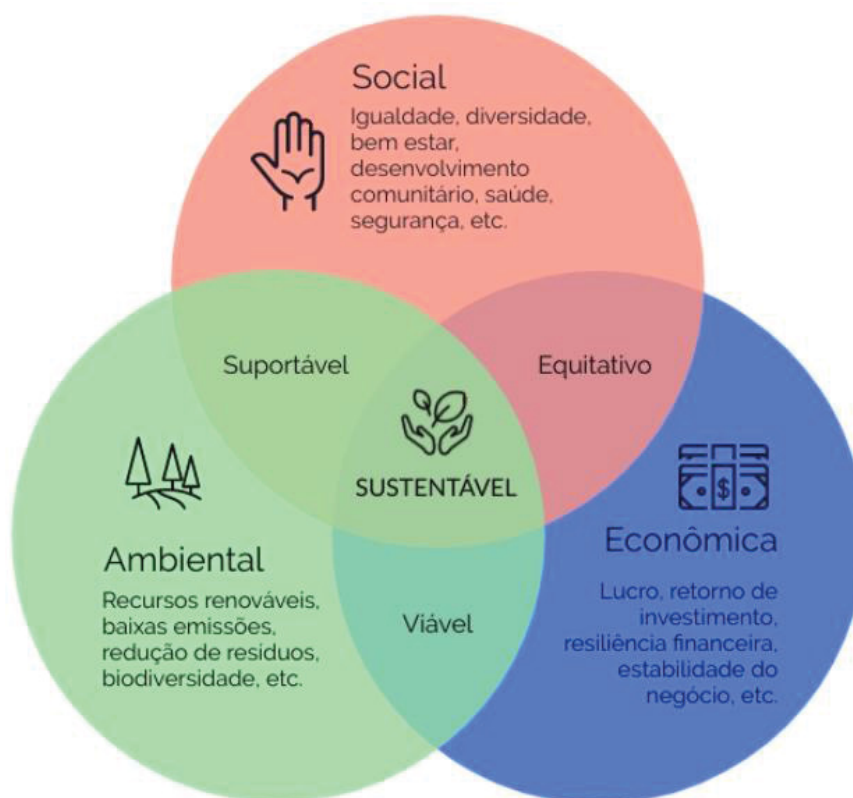 Social
Igualdade, diversidade,
bem estar,
desenvolvimento
comunitário, saúde,
segurança, etc.
Suportável
Equitativo
SUSTENTÁVEL
Ambiental
Recursos renováveis,
baixas emissões,
redução de resíduos,
biodiversidade, etc.
Viável
$
Econômica
Lucro, retorno de
investimento,
resiliência financeira,
estabilidade do
negócio, etc.